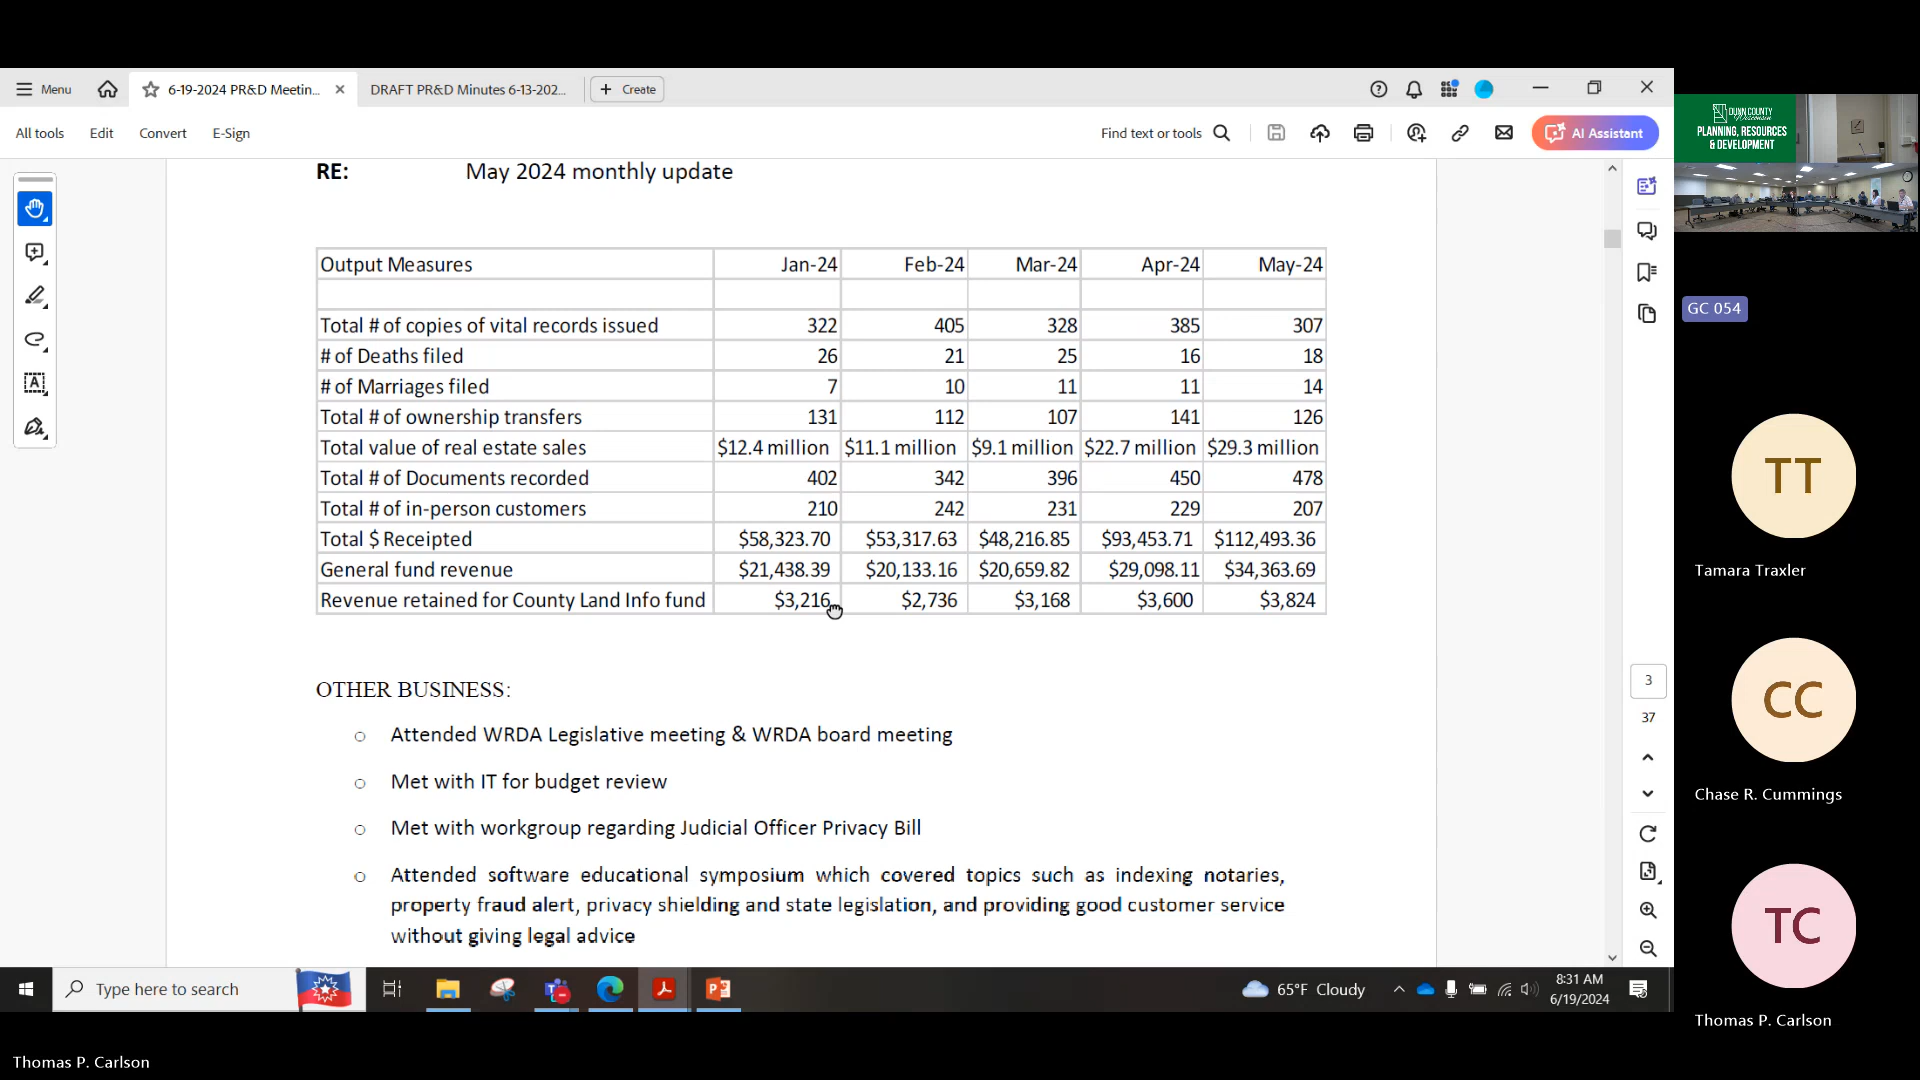 Menu
6-19-2024 PR&D Meetin...
DRAFT PR&D Minutes 6-13-202...
Create
All tools
Edit
Convert
E-Sign
Find text or tools
AI Assistant
RE: May 2024 monthly update
Output Measures Jan-24 Feb-24 Mar-24 Apr-24 May-24
Total # of copies of vital records issued 322 405 328 385 307
# of Deaths filed 26 21 25 16 18
# of Marriages filed 7 10 11 11 14
Total # of ownership transfers 131 112 107 141 126
Total value of real estate sales $12.4 million $11.1 million $9.1 million $22.7 million $29.3 million
Total # of Documents recorded 402 342 396 450 478
Total # of in-person customers 210 242 231 229 207
Total $ Receipted $58,323.70 $53,317.63 $48,216.85 $93,453.71 $112,493.36
General fund revenue $21,438.39 $20,133.16 $20,659.82 $29,098.11 $34,363.69
Revenue retained for County Land Info fund $3,216 $2,736 $3,168 $3,600 $3,824
OTHER BUSINESS:
Attended WRDA Legislative meeting & WRDA board meeting
Met with IT for budget review
Met with workgroup regarding Judicial Officer Privacy Bill
Attended software educational symposium which covered topics such as indexing notaries,
property fraud alert, privacy shielding and state legislation, and providing good customer service
without giving legal advice
3
37
Type here to search
65°F Cloudy
8:31 AM
6/19/2024
DUNN COUNTY
Wisconsin
PLANNING, RESOURCES
& DEVELOPMENT
GC 054
TT
Tamara Traxler
CC
Chase R. Cummings
TC
Thomas P. Carlson
Thomas P. Carlson